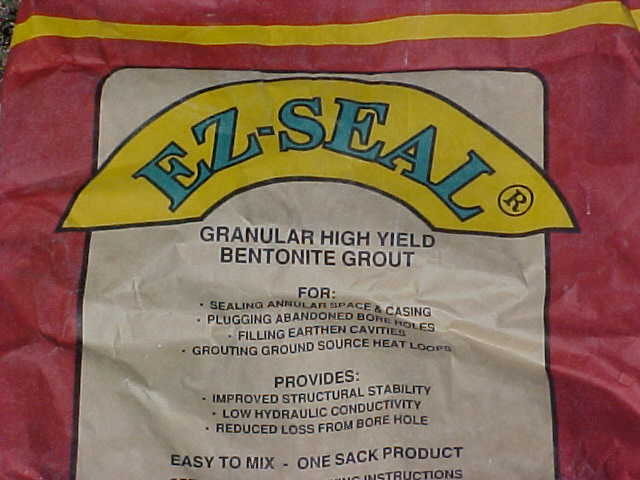 EZ-SEAL®
GRANULAR HIGH YIELD
BENTONITE GROUT
FOR:
· SEALING ANNULAR SPACE & CASING
· PLUGGING ABANDONED BORE HOLES
· FILLING EARTHEN CAVITIES
· GROUTING GROUND SOURCE HEAT LOOPS
PROVIDES:
· IMPROVED STRUCTURAL STABILITY
· LOW HYDRAULIC CONDUCTIVITY
· REDUCED LOSS FROM BORE HOLE
EASY TO MIX - ONE SACK PRODUCT
INSTRUCTIONS